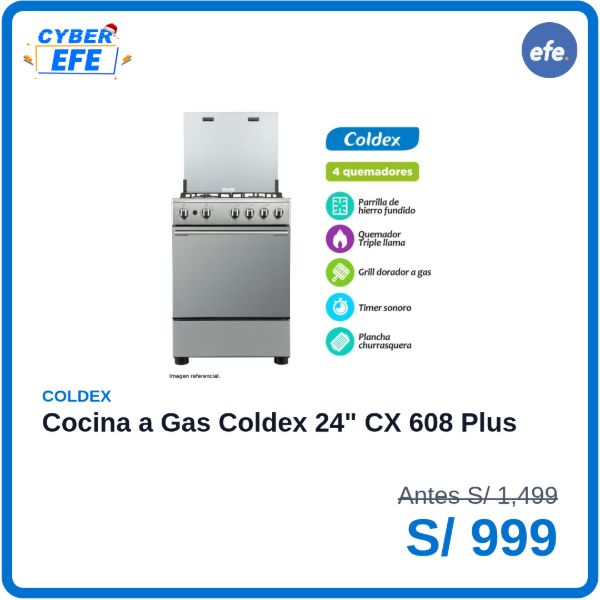 CYBER
EFE
efe.
Coldex
4 quemadores
Parrilla de
hierro fundido
Quemador
Triple llama
Grill dorador a gas
Timer sonoro
Plancha
churrasquera
Imagen referencial.
COLDEX
Cocina a Gas Coldex 24" CX 608 Plus
Antes S/ 1,499
S/ 999